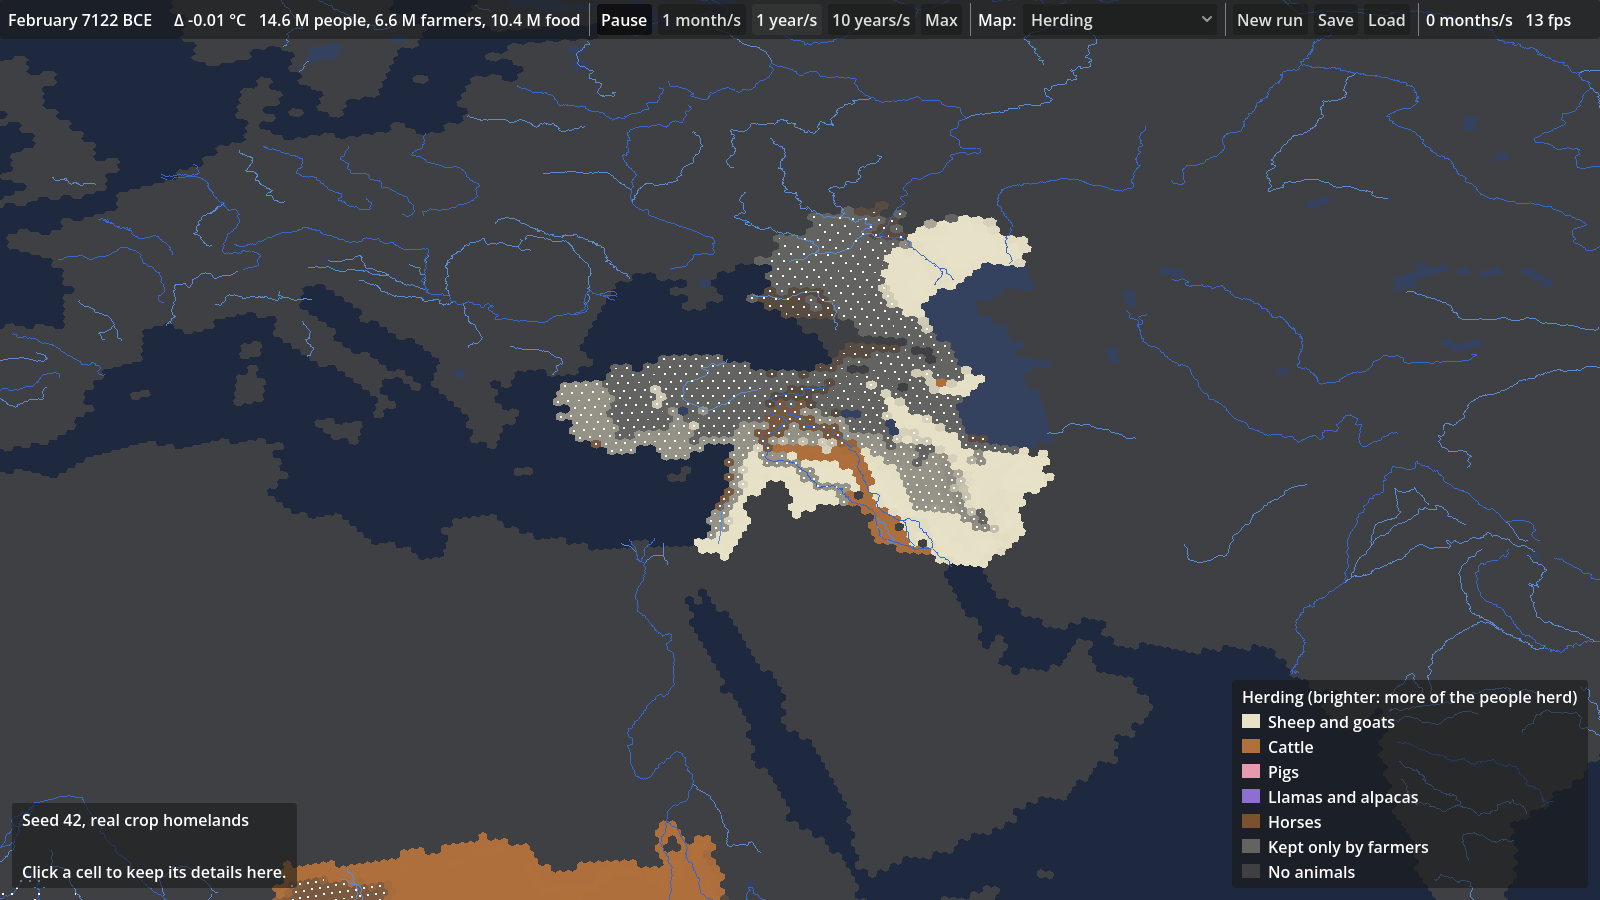 February 7122 BCE Δ -0.01 °C 14.6 M people, 6.6 M farmers, 10.4 M food Pause 1 month/s 1 year/s 10 years/s Max Map: Herding New run Save Load 0 months/s 13 fps
Herding (brighter: more of the people herd)
Sheep and goats
Cattle
Pigs
Llamas and alpacas
Horses
Kept only by farmers
No animals
Seed 42, real crop homelands
Click a cell to keep its details here.